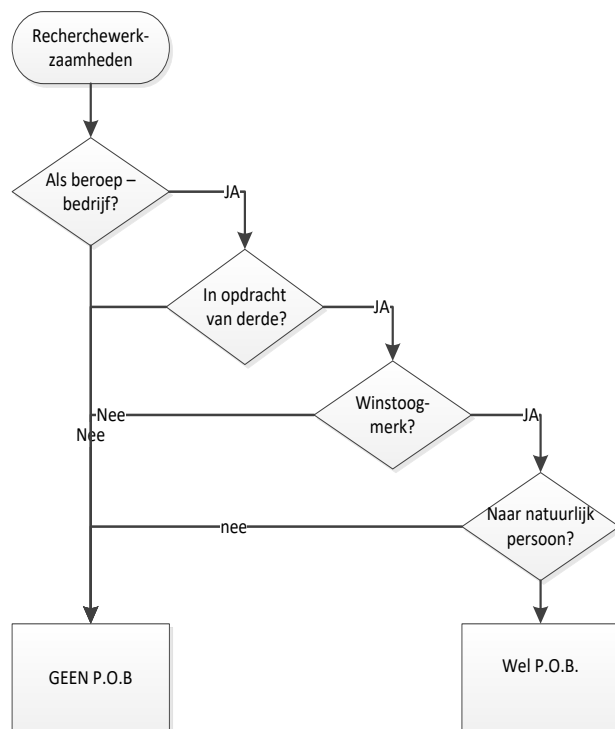 Recherchewerk-
zaamheden
Als beroep –
bedrijf?
JA
In opdracht
van derde?
JA
Winstoog-
merk?
JA
Nee
Nee
Naar natuurlijk
persoon?
nee
GEEN P.O.B
Wel P.O.B.